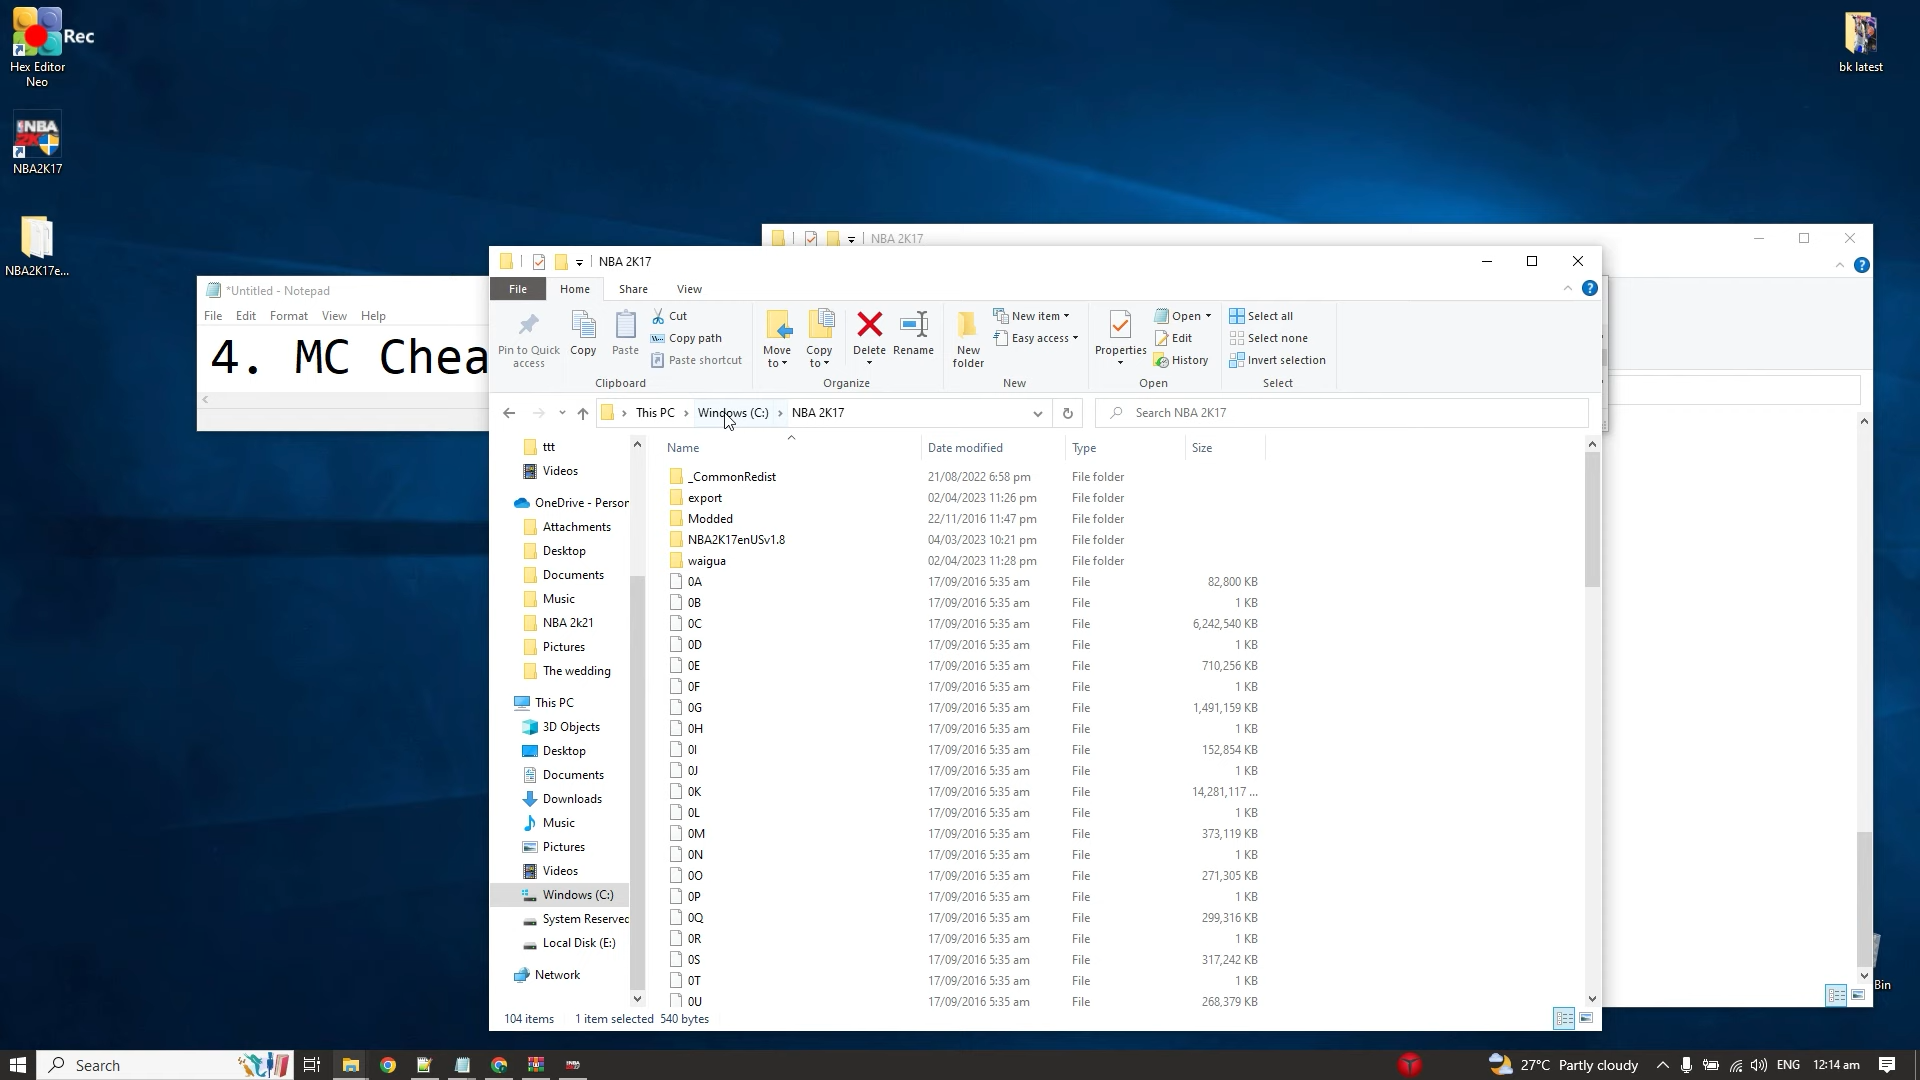 Rec
Hex Editor
Neo
NBA
2K
NBA2K17
NBA2K17e...
bk latest
*Untitled - Notepad
File Edit Format View Help
4. MC Chea
NBA 2K17
NBA 2K17
File Home Share View
Pin to Quick
access
Copy
Paste
Cut
Copy path
Paste shortcut
Clipboard
Move
to
Copy
to
Delete
Rename
Organize
New
folder
New item
Easy access
New
Properties
Open
Edit
History
Open
Select all
Select none
Invert selection
Select
This PC Windows (C:) NBA 2K17
Search NBA 2K17
ttt
Videos
OneDrive - Person
Attachments
Desktop
Documents
Music
NBA 2k21
Pictures
The wedding
This PC
3D Objects
Desktop
Documents
Downloads
Music
Pictures
Videos
Windows (C:)
System Reserved
Local Disk (E:)
Network
Name Date modified Type Size
_CommonRedist 21/08/2022 6:58 pm File folder
export 02/04/2023 11:26 pm File folder
Modded 22/11/2016 11:47 pm File folder
NBA2K17enUSv1.8 04/03/2023 10:21 pm File folder
waigua 02/04/2023 11:28 pm File folder
0A 17/09/2016 5:35 am File 82,800 KB
0B 17/09/2016 5:35 am File 1 KB
0C 17/09/2016 5:35 am File 6,242,540 KB
0D 17/09/2016 5:35 am File 1 KB
0E 17/09/2016 5:35 am File 710,256 KB
0F 17/09/2016 5:35 am File 1 KB
0G 17/09/2016 5:35 am File 1,491,159 KB
0H 17/09/2016 5:35 am File 1 KB
0I 17/09/2016 5:35 am File 152,854 KB
0J 17/09/2016 5:35 am File 1 KB
0K 17/09/2016 5:35 am File 14,281,117 ...
0L 17/09/2016 5:35 am File 1 KB
0M 17/09/2016 5:35 am File 373,119 KB
0N 17/09/2016 5:35 am File 1 KB
0O 17/09/2016 5:35 am File 271,305 KB
0P 17/09/2016 5:35 am File 1 KB
0Q 17/09/2016 5:35 am File 299,316 KB
0R 17/09/2016 5:35 am File 1 KB
0S 17/09/2016 5:35 am File 317,242 KB
0T 17/09/2016 5:35 am File 1 KB
0U 17/09/2016 5:35 am File 268,379 KB
104 items 1 item selected 540 bytes
Bin
Search
27°C Partly cloudy
ENG
12:14 am